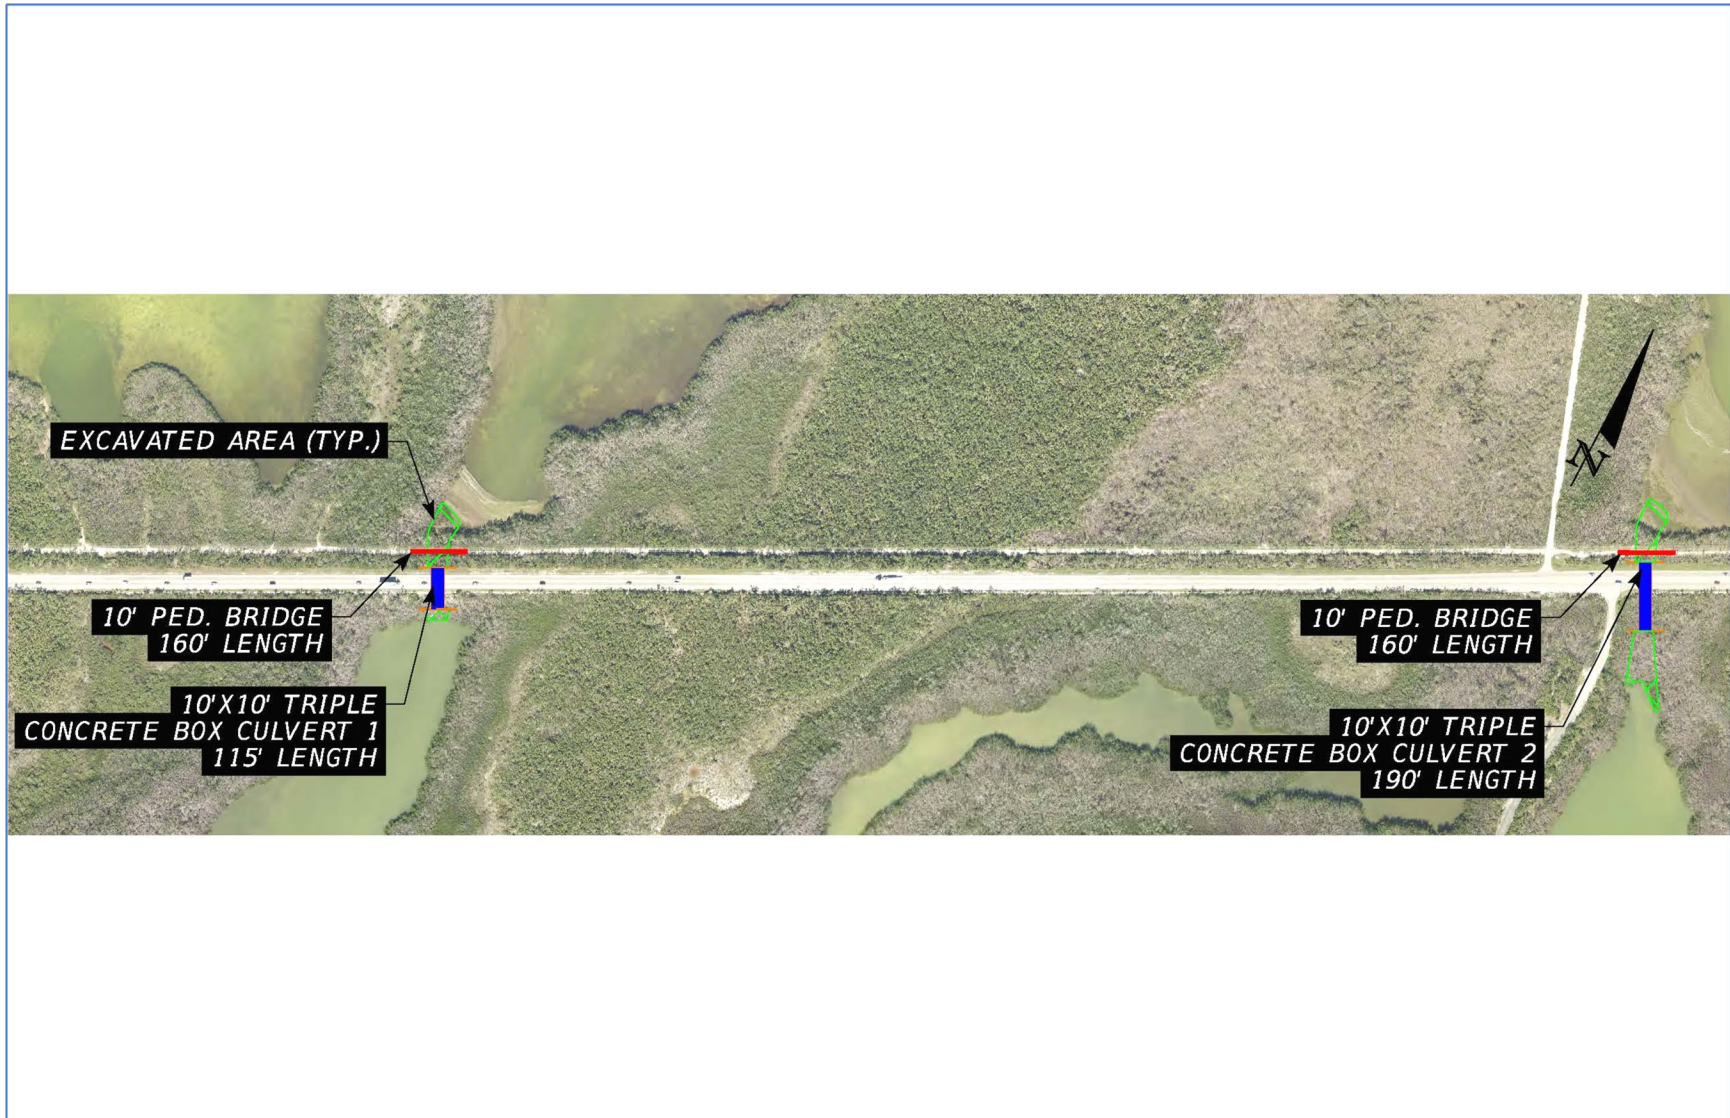 EXCAVATED AREA (TYP.)
10' PED. BRIDGE
160' LENGTH
10'X10' TRIPLE
CONCRETE BOX CULVERT 1
115' LENGTH
N
10' PED. BRIDGE
160' LENGTH
10'X10' TRIPLE
CONCRETE BOX CULVERT 2
190' LENGTH